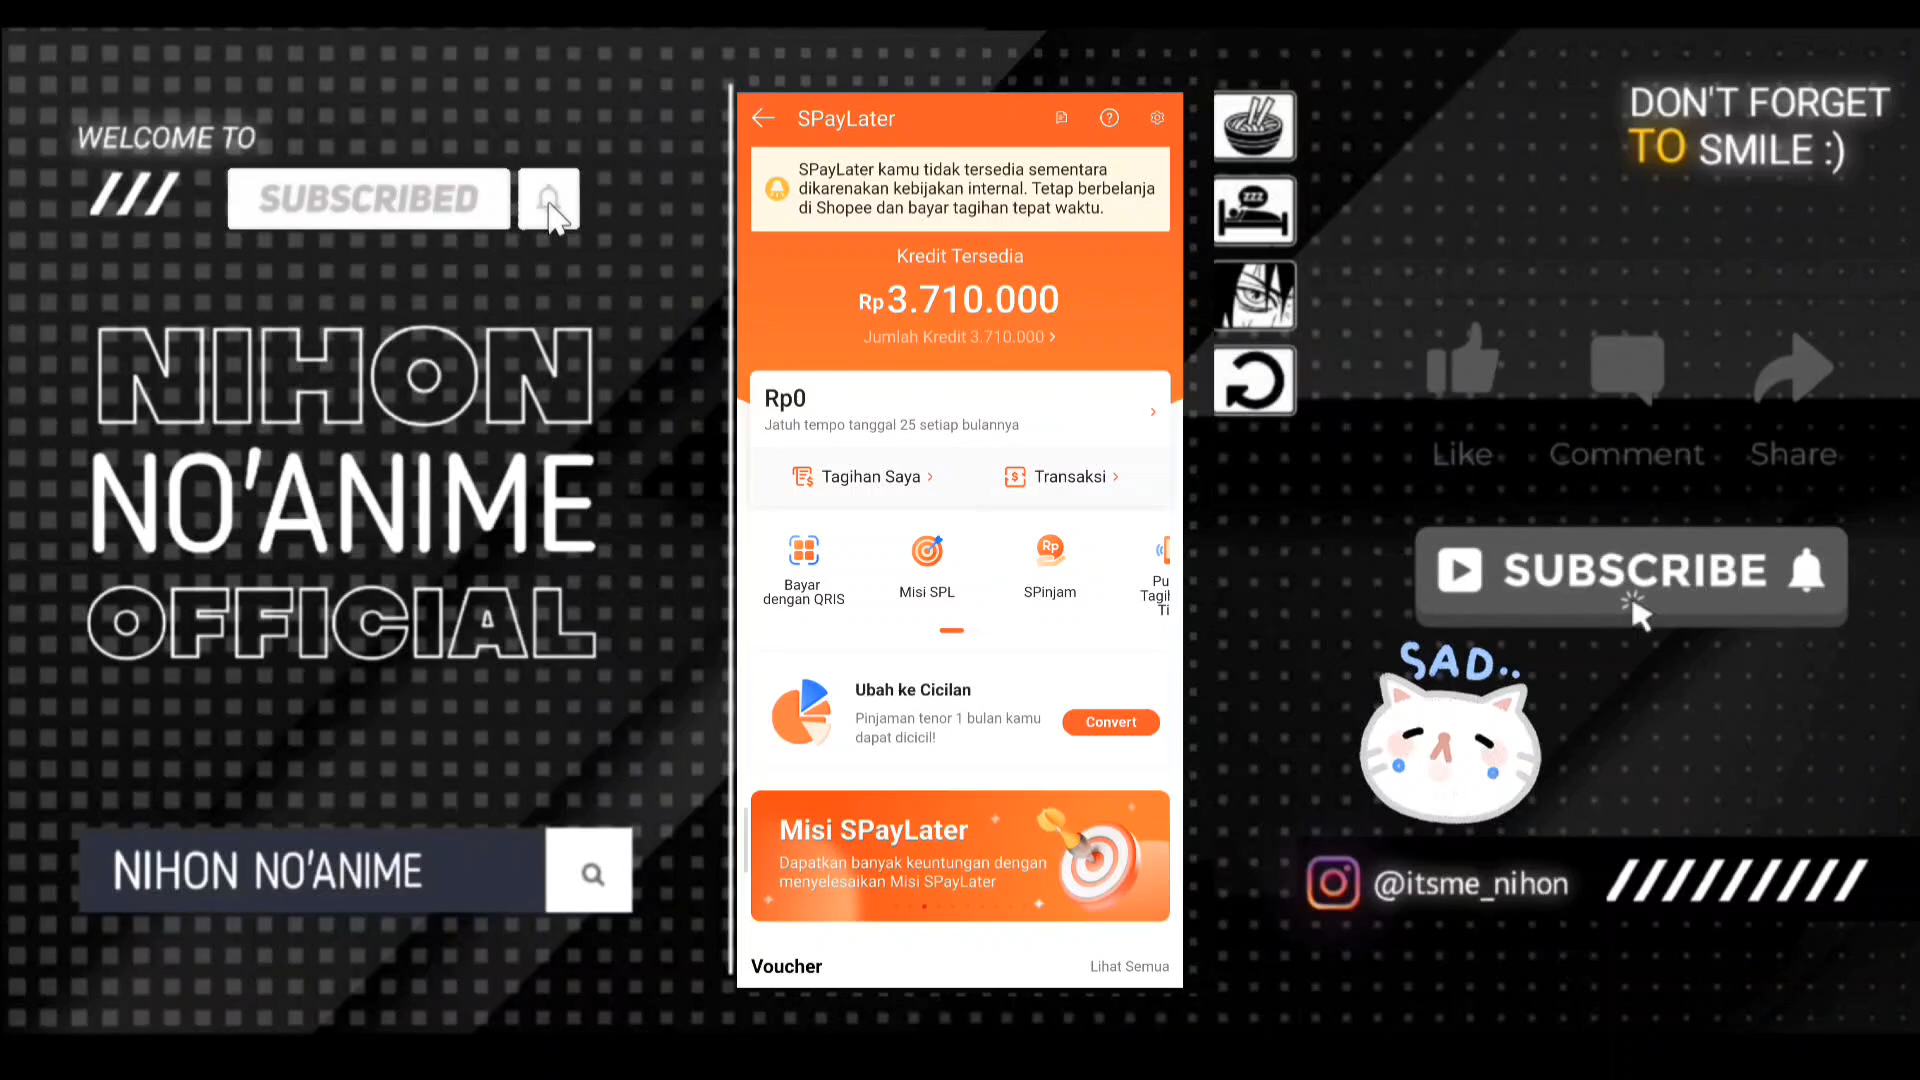 WELCOME TO
SUBSCRIBED
NIHON
NO'ANIME
OFFICIAL
NIHON NO'ANIME
SPayLater
SPayLater kamu tidak tersedia sementara
dikarenakan kebijakan internal. Tetap berbelanja
di Shopee dan bayar tagihan tepat waktu.
Kredit Tersedia
Rp3.710.000
Jumlah Kredit 3.710.000
Rp0
Jatuh tempo tanggal 25 setiap bulannya
Tagihan Saya
Transaksi
Bayar
dengan QRIS
Misi SPL
Rp
SPinjam
Pu
Tagih
Ti
Ubah ke Cicilan
Pinjaman tenor 1 bulan kamu
dapat dicicil!
Convert
Misi SPayLater
Dapatkan banyak keuntungan dengan
menyelesaikan Misi SPayLater
Voucher
Lihat Semua
ZZZ
DON'T FORGET
TO SMILE :)
Like
Comment
Share
SUBSCRIBE
SAD..
@itsme_nihon